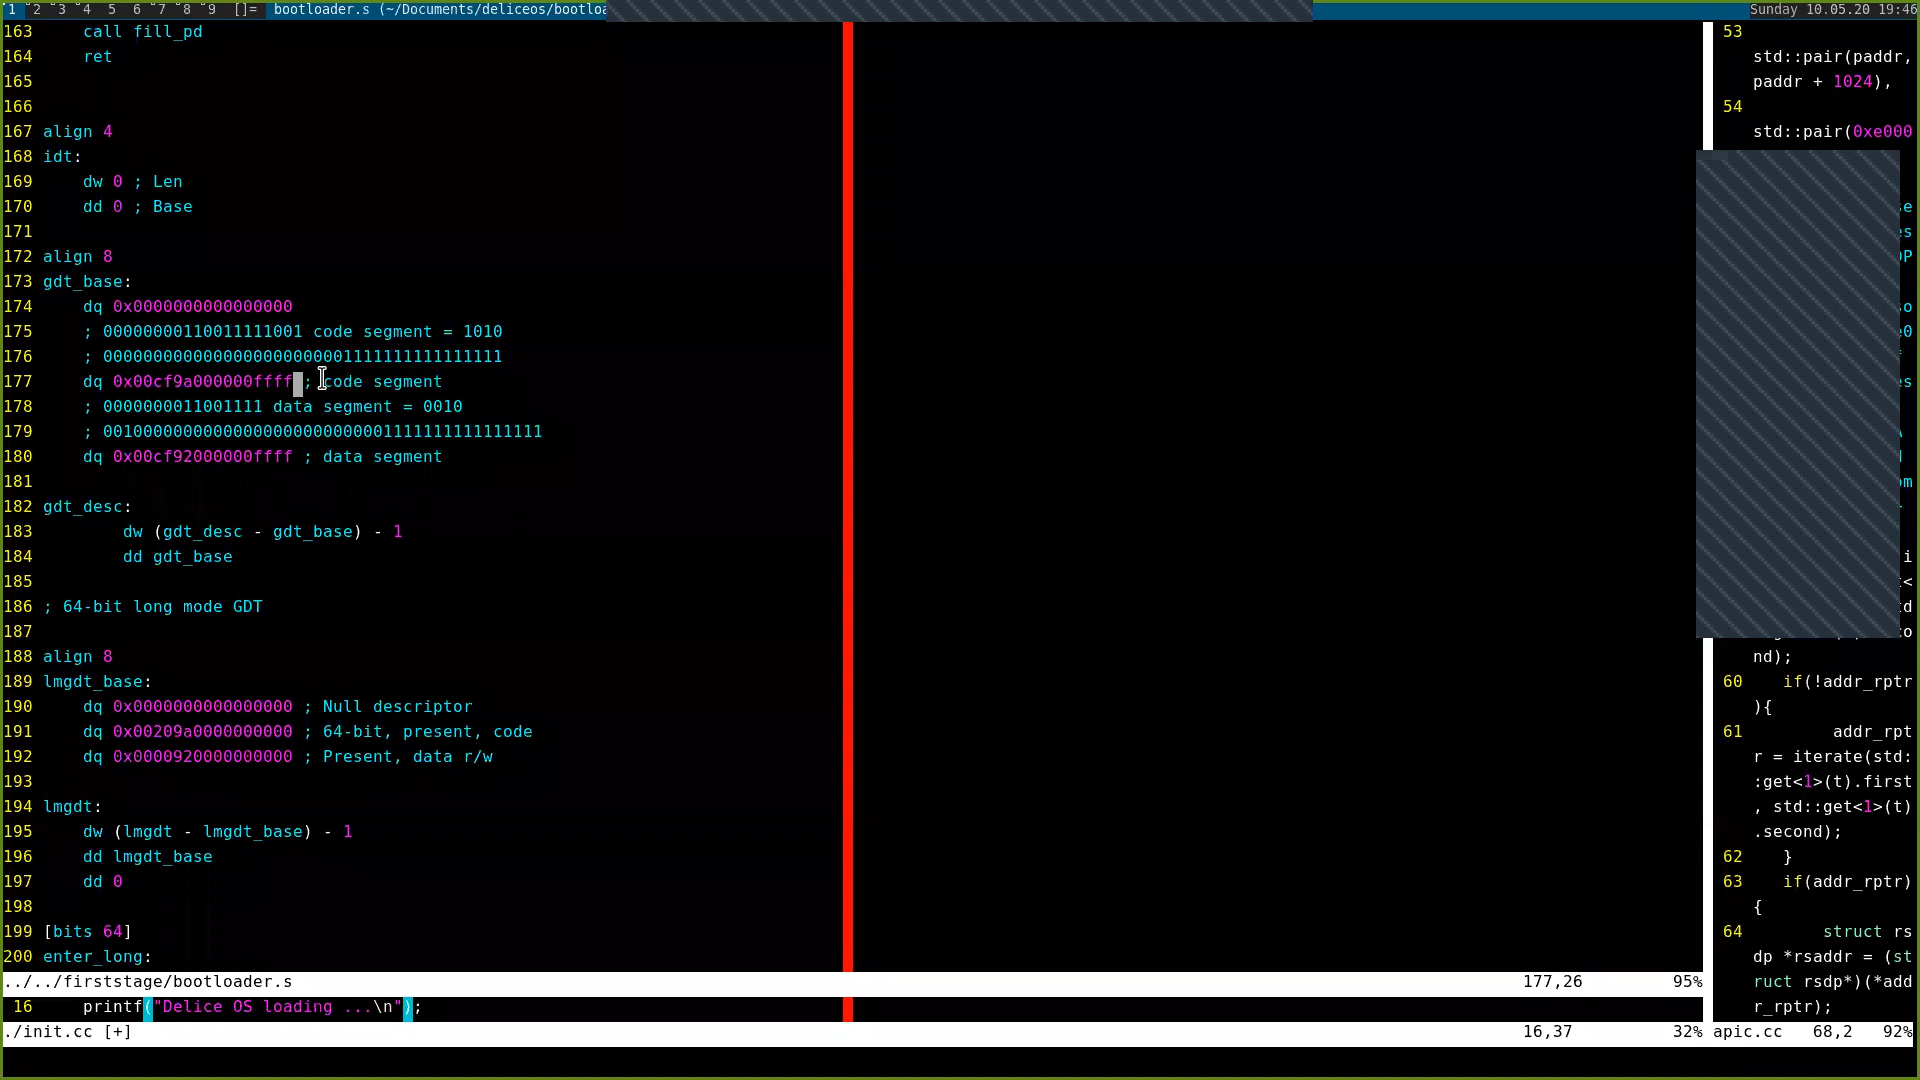 1 2 3 4 5 6 7 8 9 []= bootloader.s (~/Documents/deliceos/bootloa
Sunday 10.05.20 19:46
163     call fill_pd
164     ret
165
166
167 align 4
168 idt:
169     dw 0 ; Len
170     dd 0 ; Base
171
172 align 8
173 gdt_base:
174     dq 0x0000000000000000
175     ; 00000000110011111001 code segment = 1010
176     ; 0000000000000000000000001111111111111111
177     dq 0x00cf9a000000ffff ; code segment
178     ; 0000000011001111 data segment = 0010
179     ; 00100000000000000000000000001111111111111111
180     dq 0x00cf92000000ffff ; data segment
181
182 gdt_desc:
183         dw (gdt_desc - gdt_base) - 1
184         dd gdt_base
185
186 ; 64-bit long mode GDT
187
188 align 8
189 lmgdt_base:
190     dq 0x0000000000000000 ; Null descriptor
191     dq 0x00209a0000000000 ; 64-bit, present, code
192     dq 0x0000920000000000 ; Present, data r/w
193
194 lmgdt:
195     dw (lmgdt - lmgdt_base) - 1
196     dd lmgdt_base
197     dd 0
198
199 [bits 64]
200 enter_long:
../../firststage/bootloader.s 177,26 95%
16     printf("Delice OS loading ...\n");
./init.cc [+] 16,37 32%
53
std::pair(paddr,
paddr + 1024),
54
std::pair(0xe000
nd);
60   if(!addr_rptr
){
61        addr_rpt
r = iterate(std:
:get<1>(t).first
, std::get<1>(t)
.second);
62   }
63   if(addr_rptr)
{
64       struct rs
dp *rsaddr = (st
ruct rsdp*)(*add
r_rptr);
apic.cc 68,2 92%